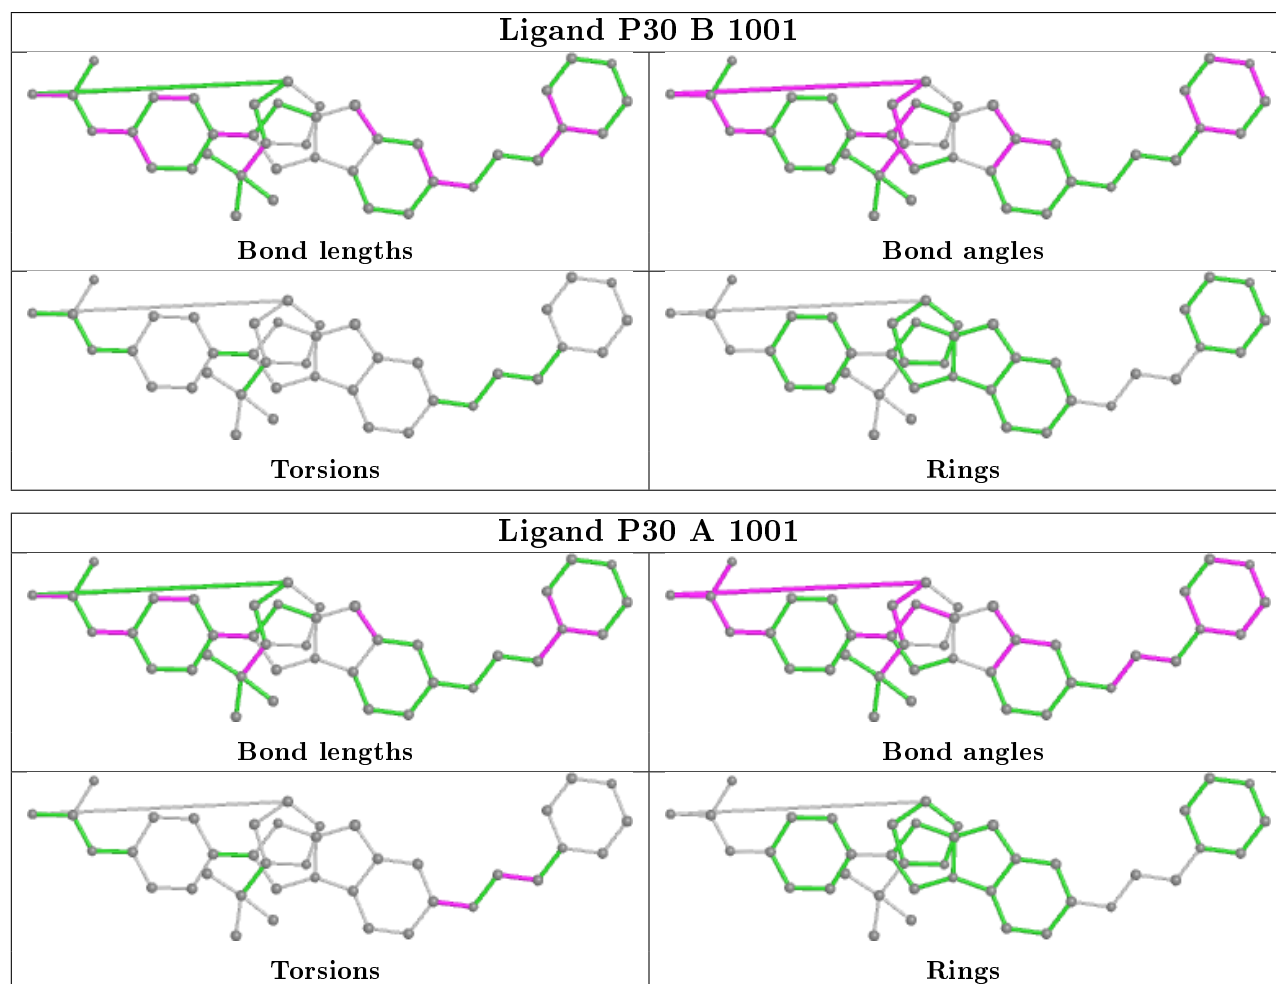 Ligand P30 B 1001
Bond lengths
Bond angles
Torsions
Rings
Ligand P30 A 1001
Bond lengths
Bond angles
Torsions
Rings